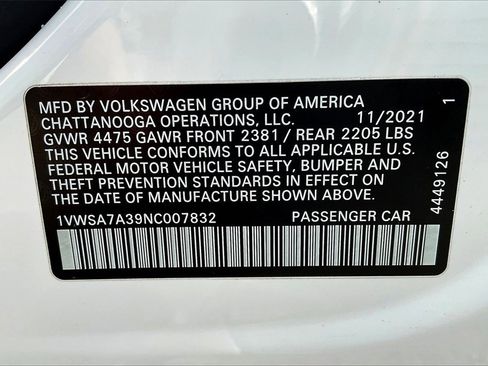 MFD BY VOLKSWAGEN GROUP OF AMERICA
CHATTANOOGA OPERATIONS, LLC. 11/2021
GVWR 4475 GAWR FRONT 2381 / REAR 2205 LBS
THIS VEHICLE CONFORMS TO ALL APPLICABLE U.S.
FEDERAL MOTOR VEHICLE SAFETY, BUMPER AND
THEFT PREVENTION STANDARDS IN EFFECT ON THE
DATE OF MANUFACTURE SHOWN ABOVE.
1VWSA7A39NC007832 PASSENGER CAR
4449126 1